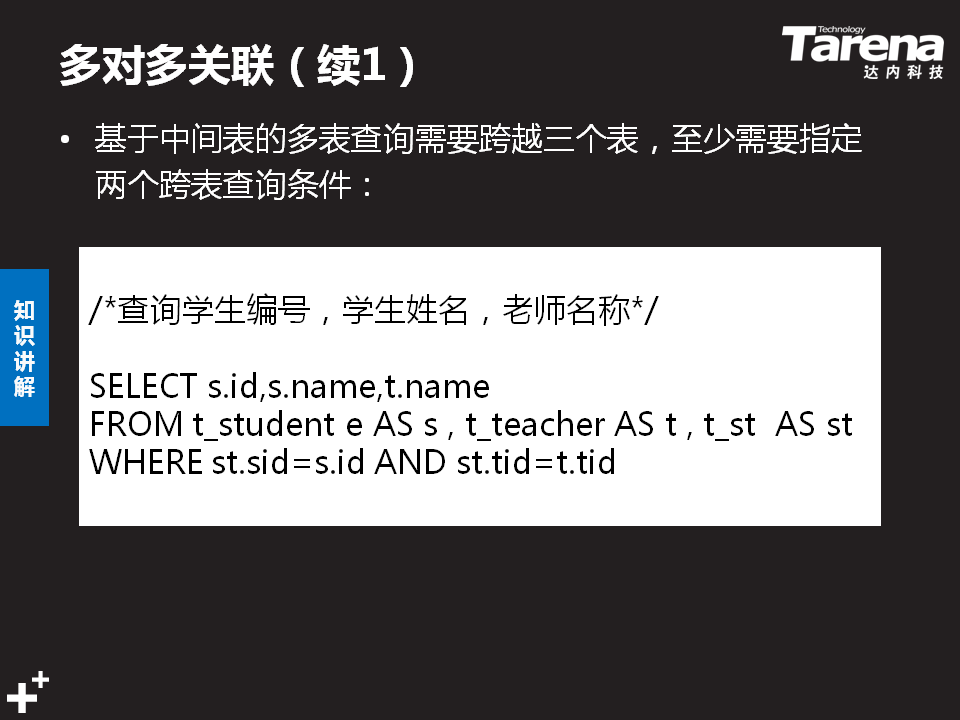 多对多关联（续1）
Technology
Tarena
达内科技
• 基于中间表的多表查询需要跨越三个表，至少需要指定
两个跨表查询条件：
知识讲解
/*查询学生编号，学生姓名，老师名称*/
SELECT s.id,s.name,t.name
FROM t_student e AS s , t_teacher AS t , t_st  AS st
WHERE st.sid=s.id AND st.tid=t.tid